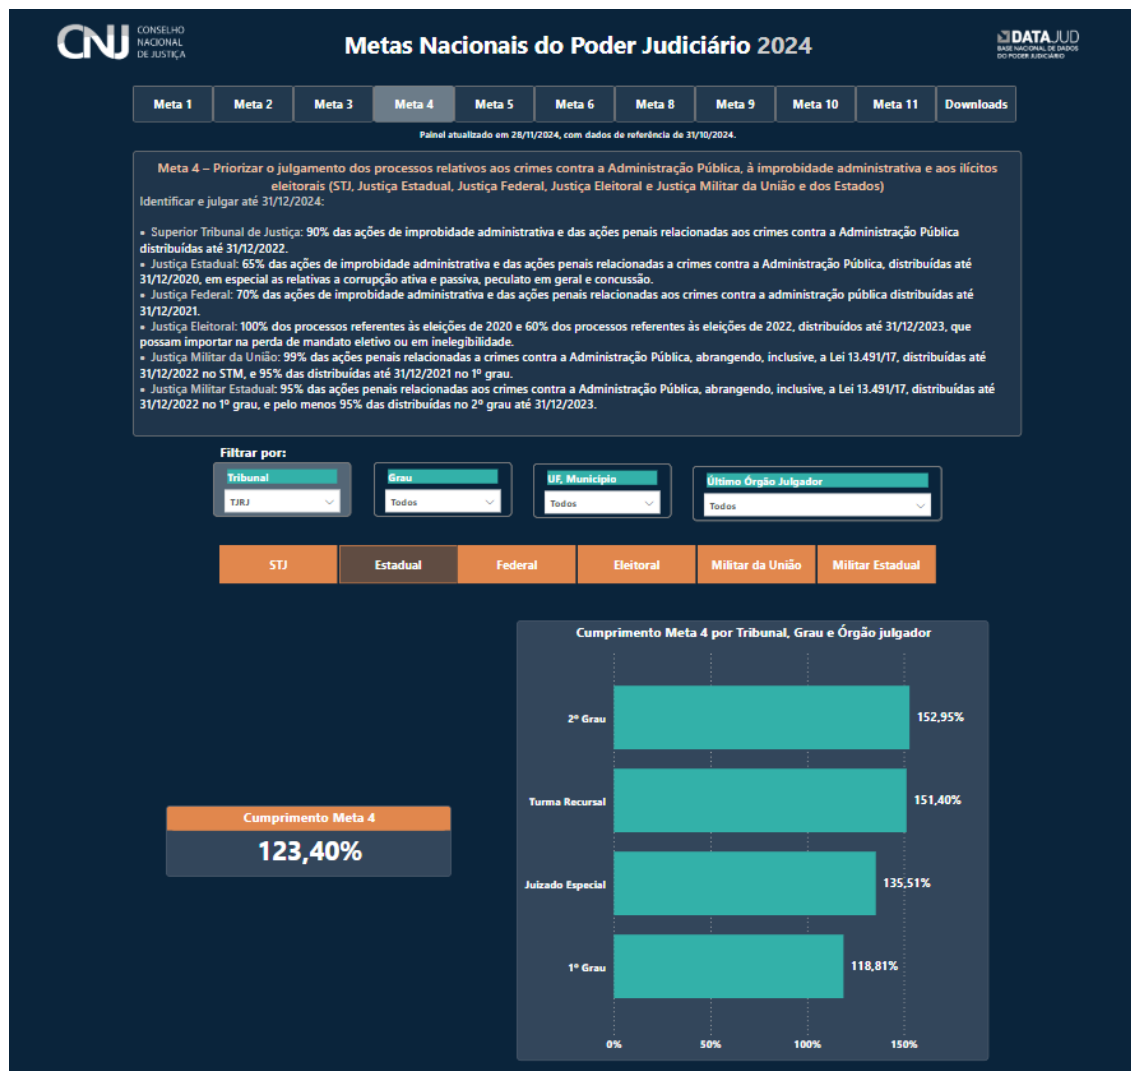 CNJ
CONSELHO
NACIONAL
DE JUSTIÇA
Metas Nacionais do Poder Judiciário 2024
DATAJUD
BASE NACIONAL DE DADOS
DO PODER JUDICIÁRIO
Meta 1 Meta 2 Meta 3 Meta 4 Meta 5 Meta 6 Meta 8 Meta 9 Meta 10 Meta 11 Downloads
Painel atualizado em 28/11/2024, com dados de referência de 31/10/2024.
Meta 4 – Priorizar o julgamento dos processos relativos aos crimes contra a Administração Pública, à improbidade administrativa e aos ilícitos
eleitorais (STJ, Justiça Estadual, Justiça Federal, Justiça Eleitoral e Justiça Militar da União e dos Estados)
Identificar e julgar até 31/12/2024:
▪ Superior Tribunal de Justiça: 90% das ações de improbidade administrativa e das ações penais relacionadas aos crimes contra a Administração Pública
distribuídas até 31/12/2022.
▪ Justiça Estadual: 65% das ações de improbidade administrativa e das ações penais relacionadas a crimes contra a Administração Pública, distribuídas até
31/12/2020, em especial as relativas a corrupção ativa e passiva, peculato em geral e concussão.
▪ Justiça Federal: 70% das ações de improbidade administrativa e das ações penais relacionadas aos crimes contra a administração pública distribuídas até
31/12/2021.
▪ Justiça Eleitoral: 100% dos processos referentes às eleições de 2020 e 60% dos processos referentes às eleições de 2022, distribuídos até 31/12/2023, que
possam importar na perda de mandato eletivo ou em inelegibilidade.
▪ Justiça Militar da União: 99% das ações penais relacionadas a crimes contra a Administração Pública, abrangendo, inclusive, a Lei 13.491/17, distribuídas até
31/12/2022 no STM, e 95% das distribuídas até 31/12/2021 no 1º grau.
▪ Justiça Militar Estadual: 95% das ações penais relacionadas aos crimes contra a Administração Pública, abrangendo, inclusive, a Lei 13.491/17, distribuídas até
31/12/2022 no 1º grau, e pelo menos 95% das distribuídas no 2º grau até 31/12/2023.
Filtrar por:
Tribunal
TJRJ
Grau
Todos
UF, Município
Todos
Último Órgão Julgador
Todos
STJ Estadual Federal Eleitoral Militar da União Militar Estadual
Cumprimento Meta 4
123,40%
Cumprimento Meta 4 por Tribunal, Grau e Órgão julgador
2º Grau 152,95%
Turma Recursal 151,40%
Juizado Especial 135,51%
1º Grau 118,81%
0% 50% 100% 150%